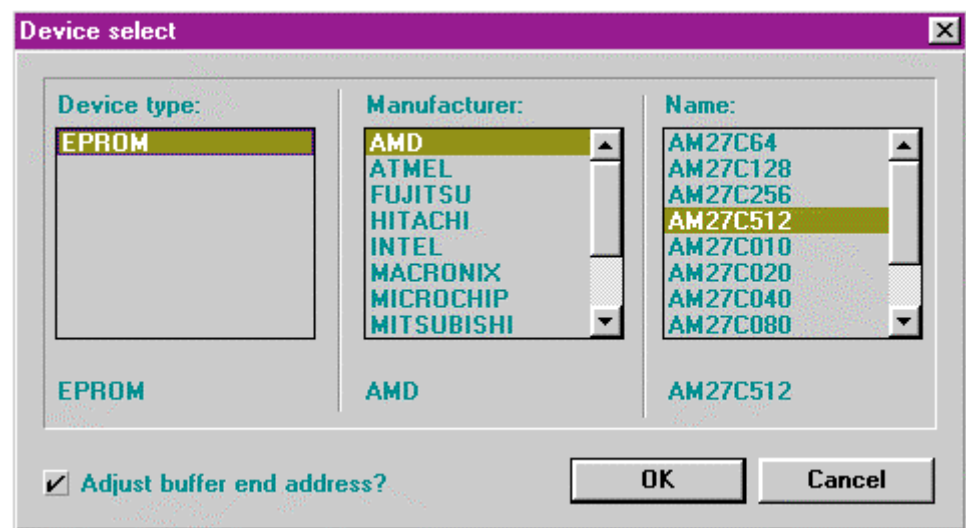 Device select
Device type:
EPROM
EPROM
Manufacturer:
AMD
ATMEL
FUJITSU
HITACHI
INTEL
MACRONIX
MICROCHIP
MITSUBISHI
AMD
Name:
AM27C64
AM27C128
AM27C256
AM27C512
AM27C010
AM27C020
AM27C040
AM27C080
AM27C512
Adjust buffer end address?
OK
Cancel